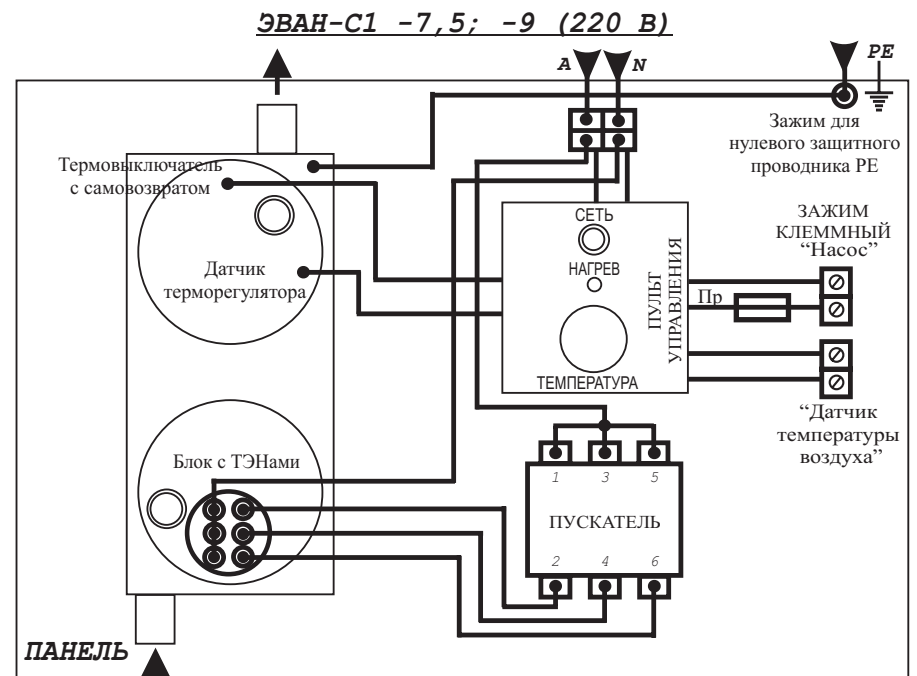 ЭВАН-С1 -7,5; -9 (220 В)
A
N
PE
Зажим для
нулевого защитного
проводника РЕ
Термовыключатель
с самовозвратом
Датчик
терморегулятора
СЕТЬ
НАГРЕВ
ТЕМПЕРАТУРА
ПУЛЬТ
УПРАВЛЕНИЯ
ЗАЖИМ
КЛЕММНЫЙ
“Насос”
Пр
“Датчик
температуры
воздуха”
Блок с ТЭНами
1 3 5
ПУСКАТЕЛЬ
2 4 6
ПАНЕЛЬ